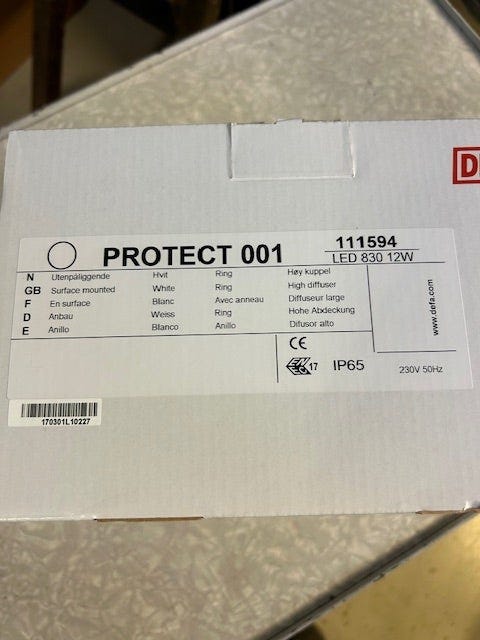 D
PROTECT 001
111594
LED 830 12W
N Utenpåliggende Hvit Ring Høy kuppel
GB Surface mounted White Ring High diffuser
F En surface Blanc Avec anneau Diffuseur large
D Anbau Weiss Ring Hohe Abdeckung
E Anillo Blanco Anillo Difusor alto
www.defa.com
CE
17 IP65 230V 50Hz
170301L10227